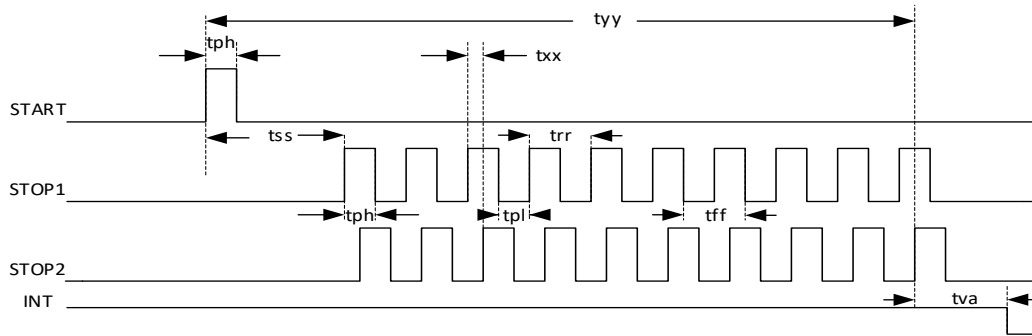 tyy
tph
txx
START
tss
trr
STOP1
tph
tpl
tff
STOP2
INT
tva